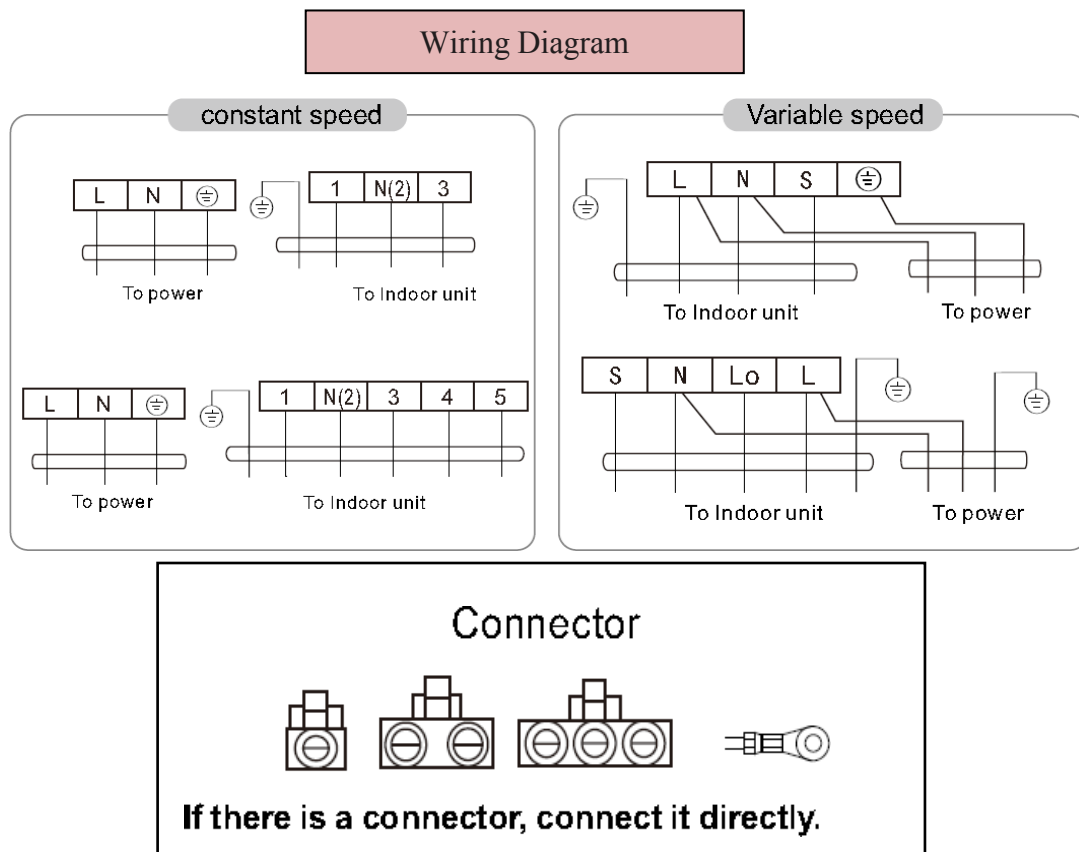 Wiring Diagram
constant speed
L N
1 N(2) 3
To power
To Indoor unit
L N
1 N(2) 3 4 5
To power
To Indoor unit
Variable speed
L N S
To Indoor unit
To power
S N Lo L
To Indoor unit
To power
Connector
If there is a connector, connect it directly.